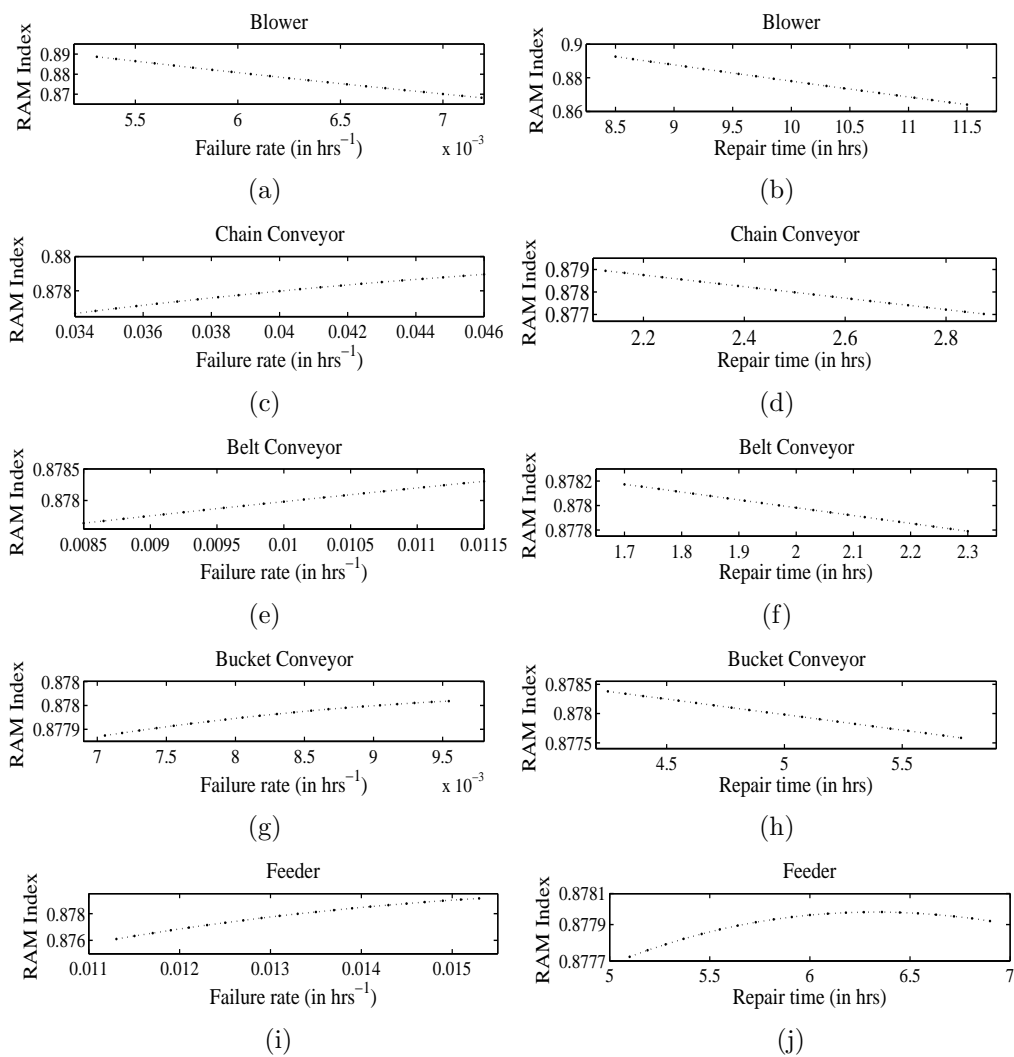 Blower
RAM Index
0.89
0.88
0.87
5.5 6 6.5 7
Failure rate (in hrs⁻¹) x 10⁻³
(a)
Blower
RAM Index
0.9
0.88
0.86
8.5 9 9.5 10 10.5 11 11.5
Repair time (in hrs)
(b)
Chain Conveyor
RAM Index
0.88
0.878
0.034 0.036 0.038 0.04 0.042 0.044 0.046
Failure rate (in hrs⁻¹)
(c)
Chain Conveyor
RAM Index
0.879
0.878
0.877
2.2 2.4 2.6 2.8
Repair time (in hrs)
(d)
Belt Conveyor
RAM Index
0.8785
0.878
0.0085 0.009 0.0095 0.01 0.0105 0.011 0.0115
Failure rate (in hrs⁻¹)
(e)
Belt Conveyor
RAM Index
0.8782
0.878
0.8778
1.7 1.8 1.9 2 2.1 2.2 2.3
Repair time (in hrs)
(f)
Bucket Conveyor
RAM Index
0.878
0.878
0.8779
7 7.5 8 8.5 9 9.5
Failure rate (in hrs⁻¹) x 10⁻³
(g)
Bucket Conveyor
RAM Index
0.8785
0.878
0.8775
4.5 5 5.5
Repair time (in hrs)
(h)
Feeder
RAM Index
0.878
0.876
0.011 0.012 0.013 0.014 0.015
Failure rate (in hrs⁻¹)
(i)
Feeder
RAM Index
0.8781
0.8779
0.8777
5 5.5 6 6.5 7
Repair time (in hrs)
(j)